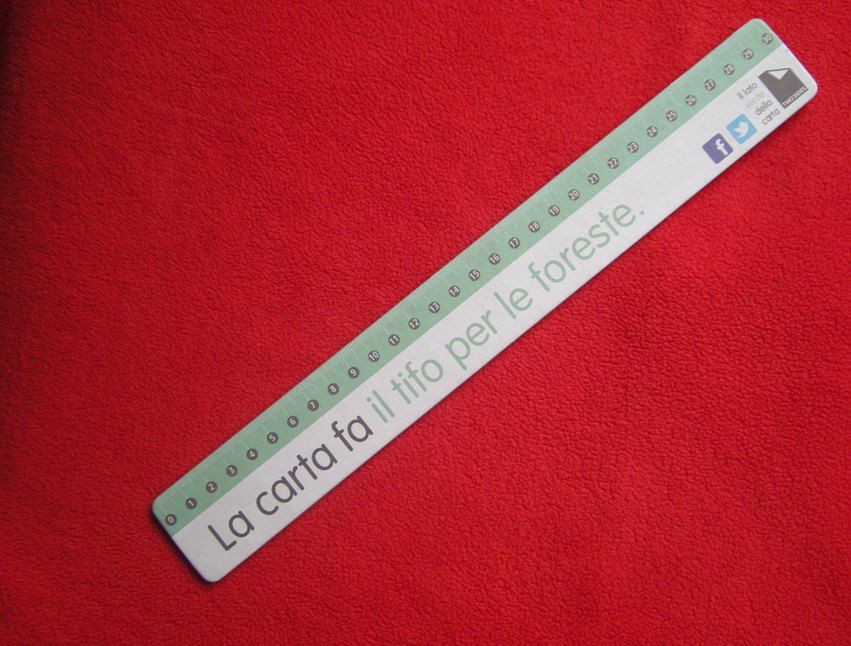 0 1 2 3 4 5 6 7 8 9 10 11 12 13 14 15 16 17 18 19 20 21 22 23 24 25 26 27 28 29 30
La carta fa il tifo per le foreste.
f
Il lato
verde
della
carta